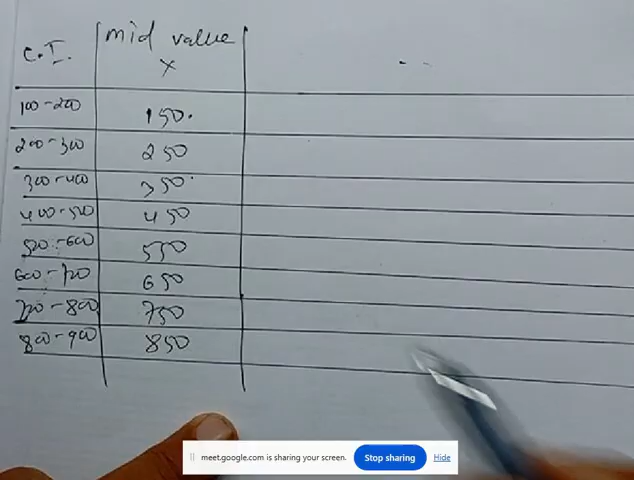 C.I. mid value
x
100-200 150.
200-300 250
300-400 350
400-500 450
500-600 550
600-700 650
700-800 750
800-900 850
meet.google.com is sharing your screen. Stop sharing Hide